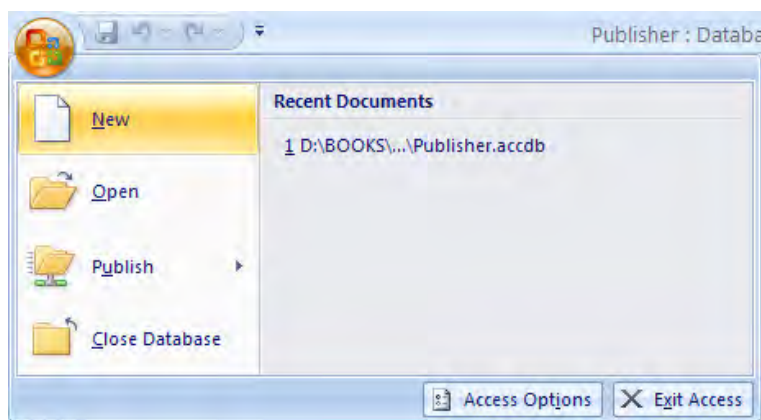 Publisher : Databa
New
Recent Documents
1 D:\BOOKS\...\Publisher.accdb
Open
Publish
Close Database
Access Options
Exit Access